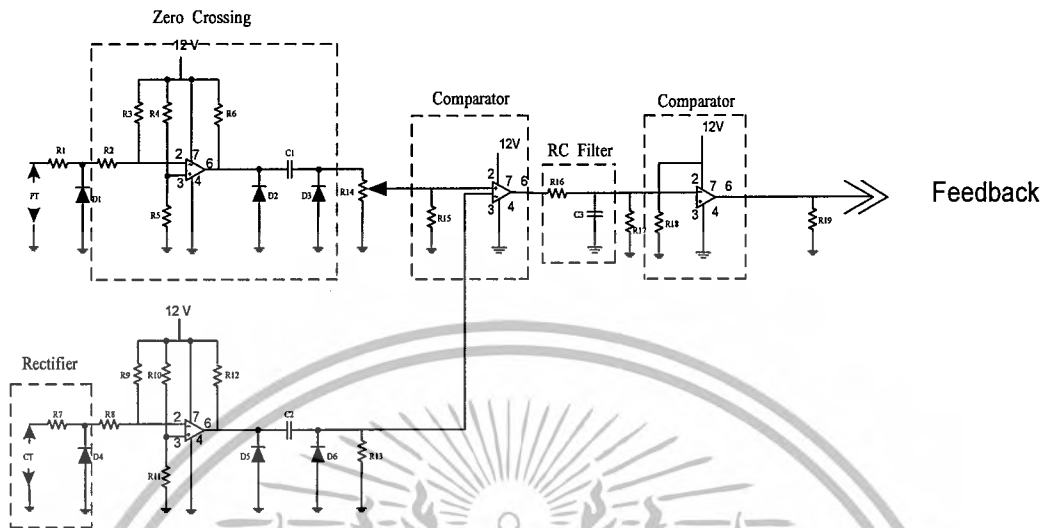 Zero Crossing
12 V
R3
R4
R6
R1
R2
2
7
6
3
4
PT
D1
R5
C1
D2
D3
R14
Comparator
12V
2
7
6
3
4
R15
RC Filter
R16
C3
R17
Comparator
12V
R18
2
7
6
3
4
R19
Feedback
12 V
Rectifier
R9
R10
R12
R7
R8
2
7
6
3
4
CT
D4
R11
C2
D5
D6
R13